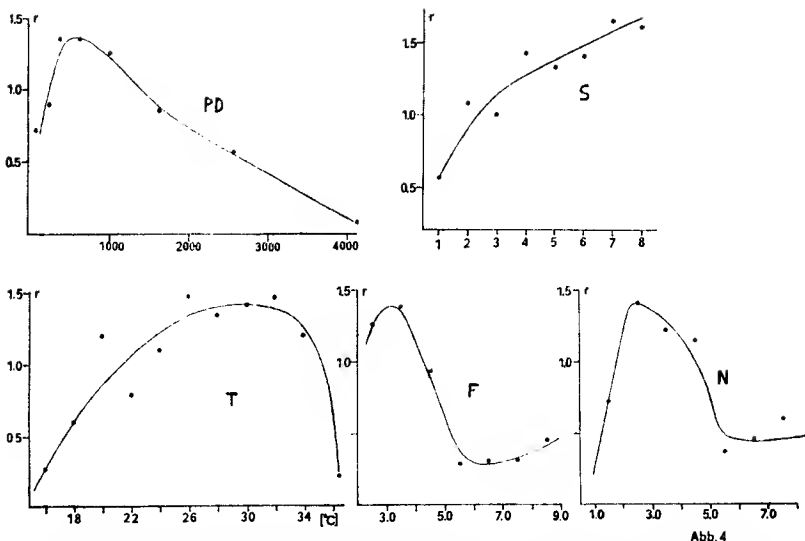 1.5 r
1.0
0.5
PD
1000 2000 3000 4000
r
1.5
1.0
0.5
S
1 2 3 4 5 6 7 8
1.5 r
1.0
0.5
T
18 22 26 30 34 [°C]
1.5 r
1.0
F
3.0 5.0 7.0 9.0
1.5 r
1.0
N
1.0 3.0 5.0 7.0
Abb. 4